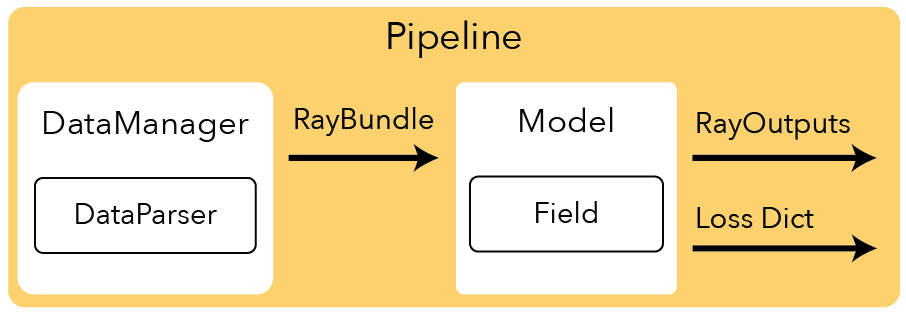 Pipeline
DataManager
DataParser
RayBundle
Model
Field
RayOutputs
Loss Dict